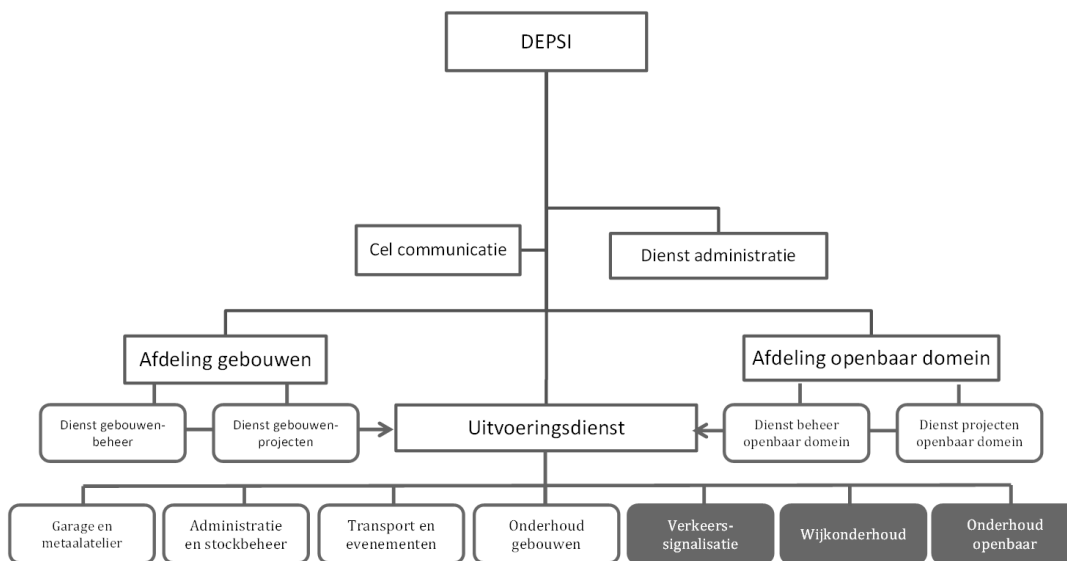 DEPSI
Cel communicatie
Dienst administratie
Afdeling gebouwen
Afdeling openbaar domein
Dienst gebouwen-
beheer
Dienst gebouwen-
projecten
Uitvoeringsdienst
Dienst beheer
openbaar domein
Dienst projecten
openbaar domein
Garage en
metaalatelier
Administratie
en stockbeheer
Transport en
evenementen
Onderhoud
gebouwen
Verkeers-
signalisatie
Wijkonderhoud
Onderhoud
openbaar